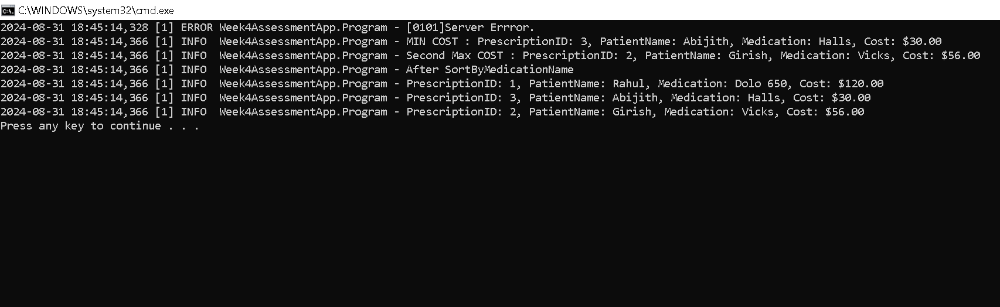 C:\WINDOWS\system32\cmd.exe
2024-08-31 18:45:14,328 [1] ERROR Week4AssessmentApp.Program - [0101]Server Errror.
2024-08-31 18:45:14,366 [1] INFO  Week4AssessmentApp.Program - MIN COST : PrescriptionID: 3, PatientName: Abijith, Medication: Halls, Cost: $30.00
2024-08-31 18:45:14,366 [1] INFO  Week4AssessmentApp.Program - Second Max COST : PrescriptionID: 2, PatientName: Girish, Medication: Vicks, Cost: $56.00
2024-08-31 18:45:14,366 [1] INFO  Week4AssessmentApp.Program - After SortByMedicationName
2024-08-31 18:45:14,366 [1] INFO  Week4AssessmentApp.Program - PrescriptionID: 1, PatientName: Rahul, Medication: Dolo 650, Cost: $120.00
2024-08-31 18:45:14,366 [1] INFO  Week4AssessmentApp.Program - PrescriptionID: 3, PatientName: Abijith, Medication: Halls, Cost: $30.00
2024-08-31 18:45:14,366 [1] INFO  Week4AssessmentApp.Program - PrescriptionID: 2, PatientName: Girish, Medication: Vicks, Cost: $56.00
Press any key to continue . . .